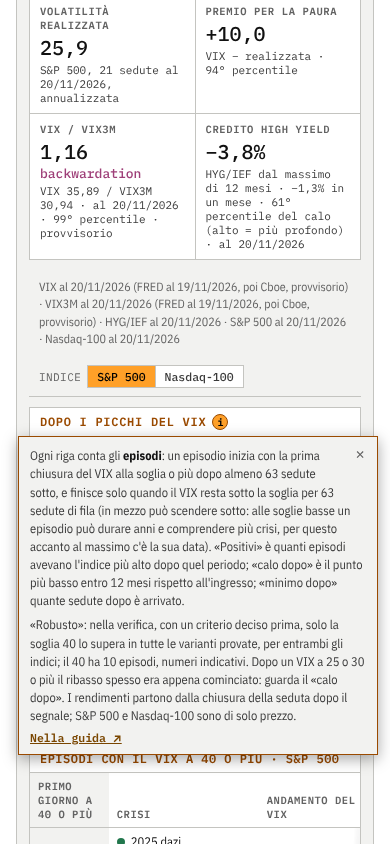 VOLATILITÀ
REALIZZATA
25,9
S&P 500, 21 sedute al
20/11/2026,
annualizzata
PREMIO PER LA PAURA
+10,0
VIX − realizzata ·
94° percentile
VIX / VIX3M
1,16
backwardation
VIX 35,89 / VIX3M
30,94 · al 20/11/2026
· 99° percentile ·
provvisorio
CREDITO HIGH YIELD
−3,8%
HYG/IEF dal massimo
di 12 mesi · −1,3% in
un mese · 61°
percentile del calo
(alto = più profondo)
· al 20/11/2026
VIX al 20/11/2026 (FRED al 19/11/2026, poi Cboe, provvisorio)
· VIX3M al 20/11/2026 (FRED al 19/11/2026, poi Cboe,
provvisorio) · HYG/IEF al 20/11/2026 · S&P 500 al 20/11/2026
· Nasdaq-100 al 20/11/2026
INDICE S&P 500 Nasdaq-100
DOPO I PICCHI DEL VIX i
Ogni riga conta gli episodi: un episodio inizia con la prima ×
chiusura del VIX alla soglia o più dopo almeno 63 sedute
sotto, e finisce solo quando il VIX resta sotto la soglia per 63
sedute di fila (in mezzo può scendere sotto: alle soglie basse un
episodio può durare anni e comprendere più crisi, per questo
accanto al massimo c'è la sua data). «Positivi» è quanti episodi
avevano l'indice più alto dopo quel periodo; «calo dopo» è il punto
più basso entro 12 mesi rispetto all'ingresso; «minimo dopo»
quante sedute dopo è arrivato.
«Robusto»: nella verifica, con un criterio deciso prima, solo la
soglia 40 lo supera in tutte le varianti provate, per entrambi gli
indici; il 40 ha 10 episodi, numeri indicativi. Dopo un VIX a 25 o 30
o più il ribasso spesso era appena cominciato: guarda il «calo
dopo». I rendimenti partono dalla chiusura della seduta dopo il
segnale; S&P 500 e Nasdaq-100 sono di solo prezzo.
Nella guida ↗
EPISODI CON IL VIX A 40 O PIÙ · S&P 500
PRIMO
GIORNO A
40 O PIÙ
CRISI
ANDAMENTO DEL
VIX
2025 dazi